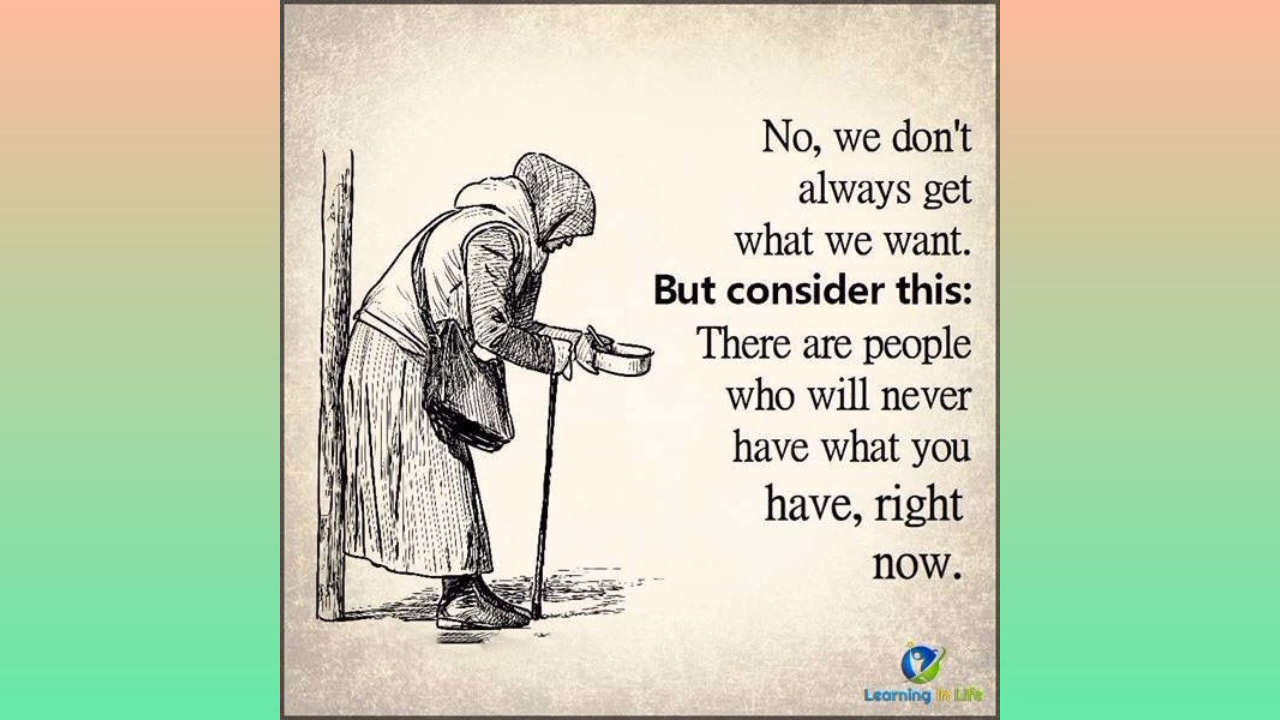 No, we don't
always get
what we want.
But consider this:
There are people
who will never
have what you
have, right
now.
Learning In Life